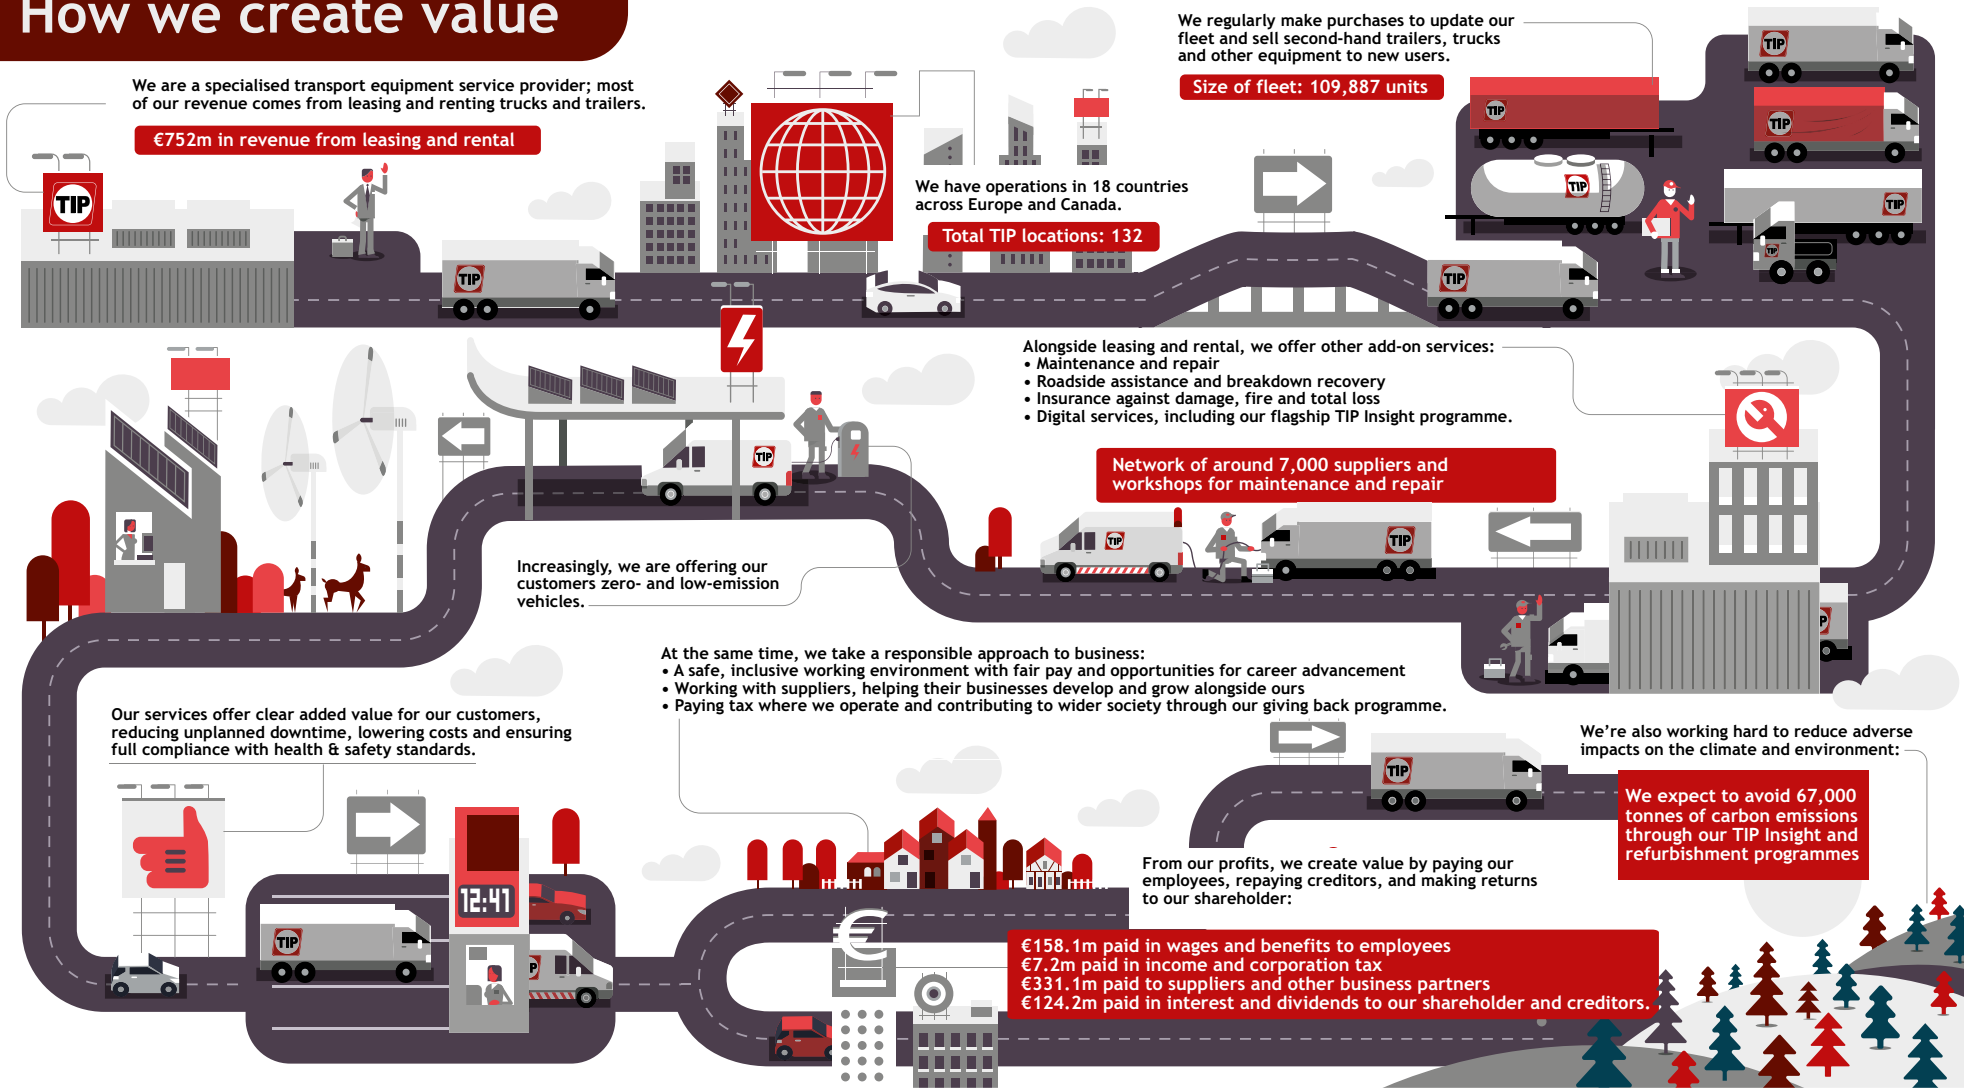 How we create value
We are a specialised transport equipment service provider; most
of our revenue comes from leasing and renting trucks and trailers.
€752m in revenue from leasing and rental
TIP
TIP
We have operations in 18 countries
across Europe and Canada.
Total TIP locations: 132
We regularly make purchases to update our
fleet and sell second-hand trailers, trucks
and other equipment to new users.
Size of fleet: 109,887 units
TIP
TIP
TIP
TIP
TIP
TIP
TIP
Alongside leasing and rental, we offer other add-on services:
• Maintenance and repair
• Roadside assistance and breakdown recovery
• Insurance against damage, fire and total loss
• Digital services, including our flagship TIP Insight programme.
Network of around 7,000 suppliers and
workshops for maintenance and repair
TIP
TIP
P
TIP
Increasingly, we are offering our
customers zero- and low-emission
vehicles.
At the same time, we take a responsible approach to business:
• A safe, inclusive working environment with fair pay and opportunities for career advancement
• Working with suppliers, helping their businesses develop and grow alongside ours
• Paying tax where we operate and contributing to wider society through our giving back programme.
Our services offer clear added value for our customers,
reducing unplanned downtime, lowering costs and ensuring
full compliance with health & safety standards.
12:41
TIP
P
TIP
We’re also working hard to reduce adverse
impacts on the climate and environment:
We expect to avoid 67,000
tonnes of carbon emissions
through our TIP Insight and
refurbishment programmes
From our profits, we create value by paying our
employees, repaying creditors, and making returns
to our shareholder:
€
€158.1m paid in wages and benefits to employees
€7.2m paid in income and corporation tax
€331.1m paid to suppliers and other business partners
€124.2m paid in interest and dividends to our shareholder and creditors.